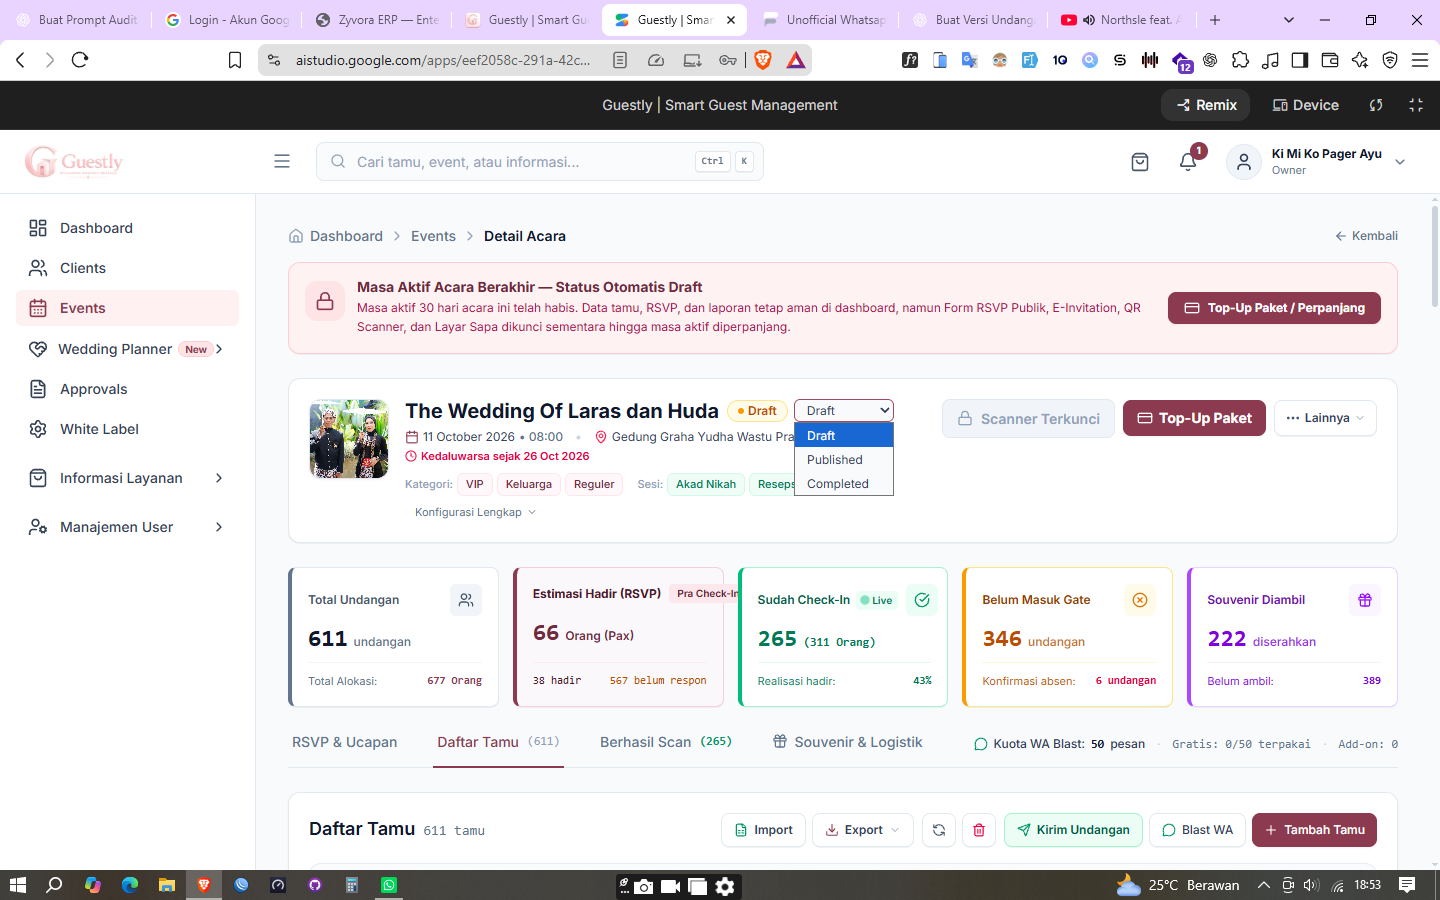 Buat Prompt Audit
Login - Akun Goog
Zyvora ERP — Ente
Guestly | Smart Gu
Guestly | Smar
Unofficial Whatsap
Buat Versi Undang
Northsle feat. A
aistudio.google.com/apps/eef2058c-291a-42c...
12
Guestly | Smart Guest Management
Remix
Device
Guestly
Cari tamu, event, atau informasi...
Ctrl
K
1
Ki Mi Ko Pager Ayu
Owner
Dashboard
Clients
Events
Wedding Planner New
Approvals
White Label
Informasi Layanan
Manajemen User
Dashboard > Events > Detail Acara
Kembali
Masa Aktif Acara Berakhir — Status Otomatis Draft
Masa aktif 30 hari acara ini telah habis. Data tamu, RSVP, dan laporan tetap aman di dashboard, namun Form RSVP Publik, E-Invitation, QR
Scanner, dan Layar Sapa dikunci sementara hingga masa aktif diperpanjang.
Top-Up Paket / Perpanjang
The Wedding Of Laras dan Huda
Draft
Draft
Draft
Published
Completed
11 October 2026 • 08:00 • Gedung Graha Yudha Wastu Pra
Kedaluwarsa sejak 26 Oct 2026
Kategori: VIP Keluarga Reguler Sesi: Akad Nikah Reseps
Konfigurasi Lengkap
Scanner Terkunci
Top-Up Paket
Lainnya
Total Undangan
611 undangan
Total Alokasi: 677 Orang
Estimasi Hadir (RSVP) Pra Check-In
66 Orang (Pax)
38 hadir 567 belum respon
Sudah Check-In Live
265 (311 Orang)
Realisasi hadir: 43%
Belum Masuk Gate
346 undangan
Konfirmasi absen: 6 undangan
Souvenir Diambil
222 diserahkan
Belum ambil: 389
RSVP & Ucapan
Daftar Tamu (611)
Berhasil Scan (265)
Souvenir & Logistik
Kuota WA Blast: 50 pesan · Gratis: 0/50 terpakai · Add-on: 0
Daftar Tamu 611 tamu
Import
Export
Kirim Undangan
Blast WA
Tambah Tamu
25°C Berawan
18:53